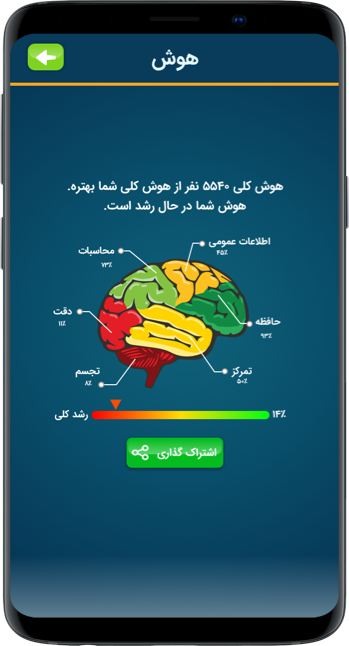 هوش
هوش کلی ۵۵۴۰ نفر از هوش کلی شما بهتره.
هوش شما در حال رشد است.
اطلاعات عمومی
۴۵٪
محاسبات
۷۳٪
دقت
۱۱٪
حافظه
۹۳٪
تمرکز
۵۰٪
تجسم
۸٪
رشد کلی
۱۴٪
اشتراک گذاری